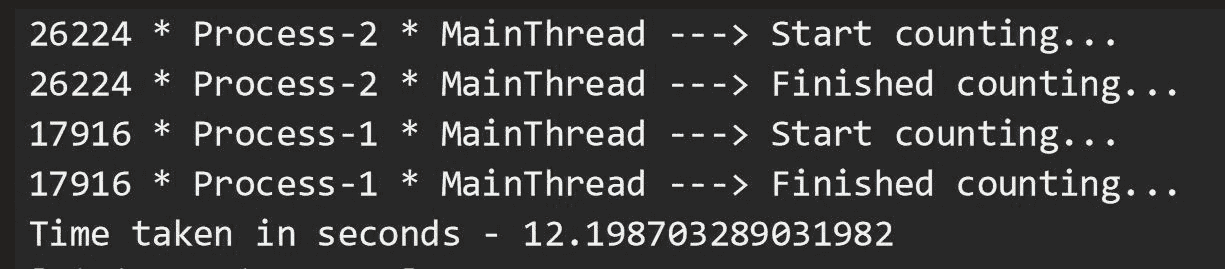 26224 * Process-2 * MainThread ---> Start counting...
26224 * Process-2 * MainThread ---> Finished counting...
17916 * Process-1 * MainThread ---> Start counting...
17916 * Process-1 * MainThread ---> Finished counting...
Time taken in seconds - 12.198703289031982